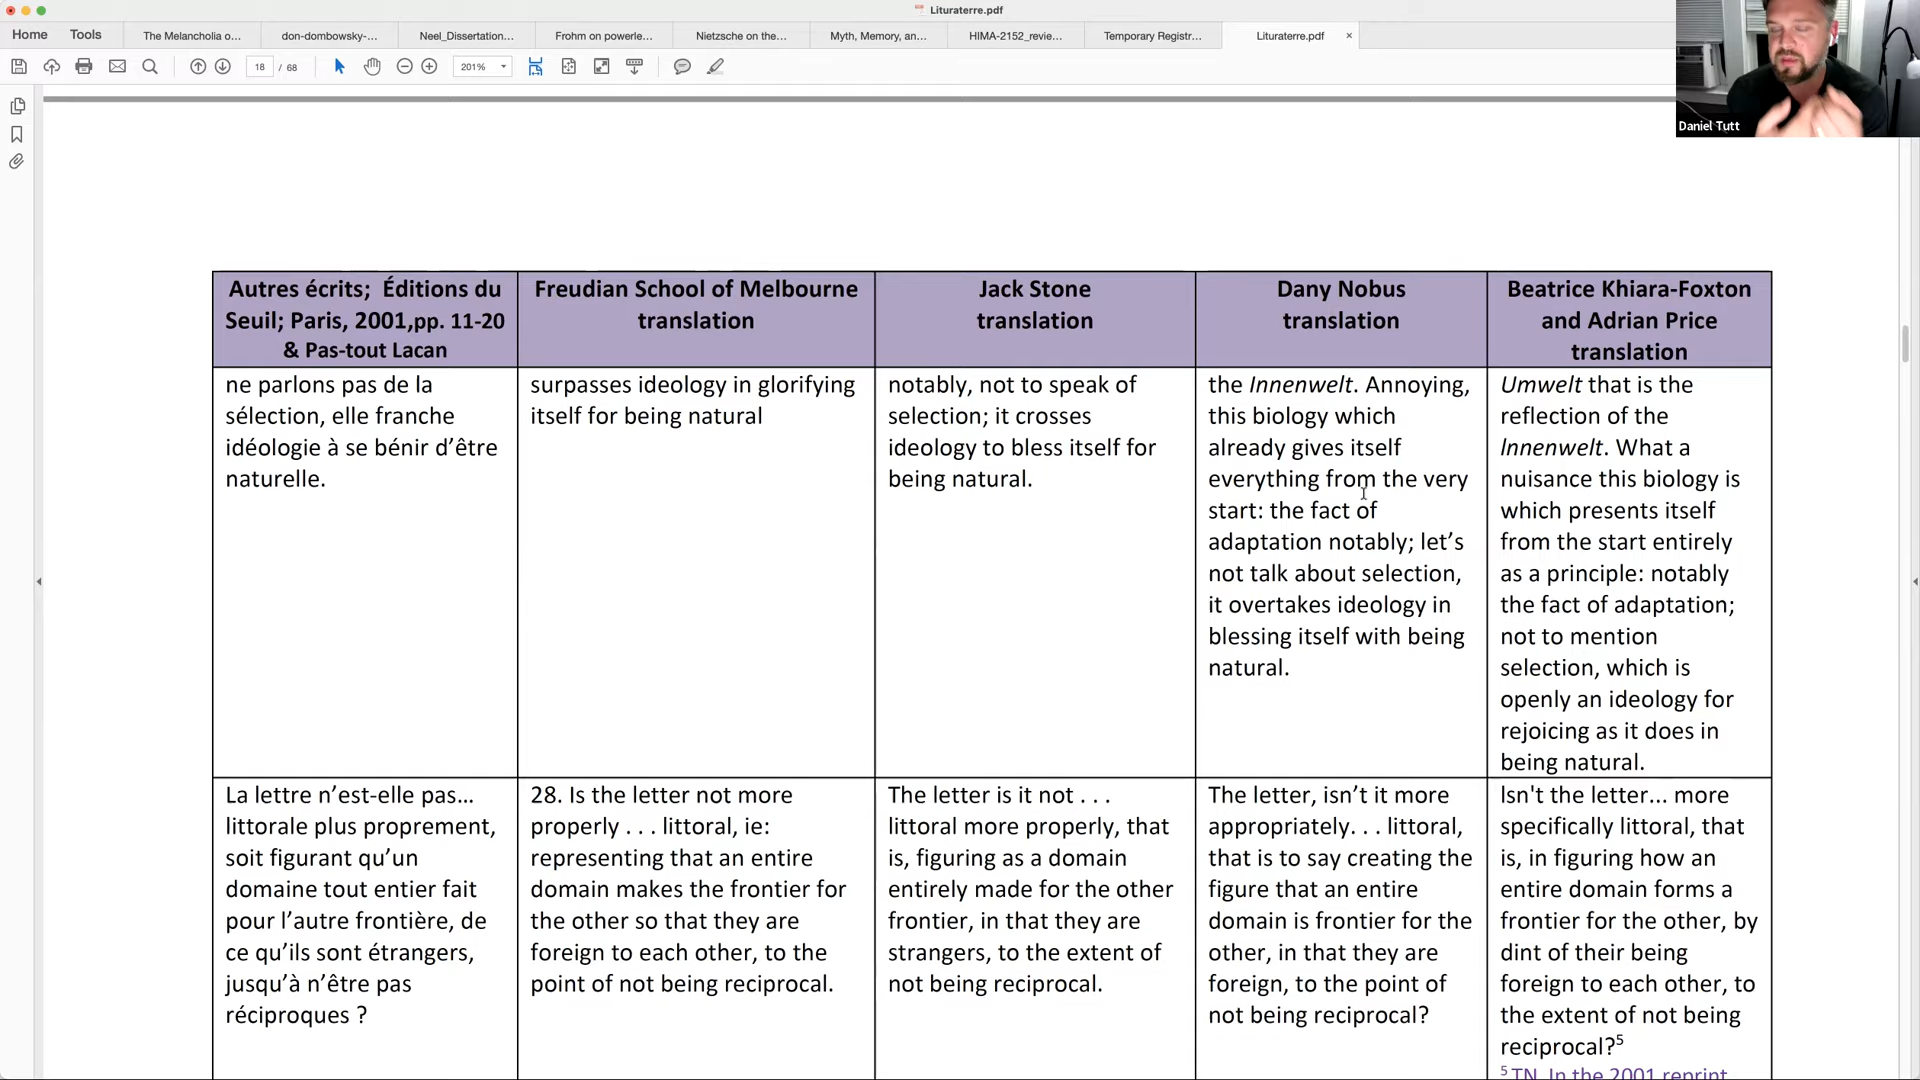 Lituraterre.pdf
Home
Tools
The Melancholia o...
don-dombowsky-...
Neel_Dissertation...
Frohm on powerle...
Nietzsche on the...
Myth, Memory, an...
HIMA-2152_revie...
Temporary Registr...
Lituraterre.pdf
18 / 68
201%
Daniel Tutt
Autres écrits; Éditions du
Seuil; Paris, 2001,pp. 11-20
& Pas-tout Lacan
Freudian School of Melbourne
translation
Jack Stone
translation
Dany Nobus
translation
Beatrice Khiara-Foxton
and Adrian Price
translation
ne parlons pas de la
sélection, elle franche
idéologie à se bénir d’être
naturelle.
surpasses ideology in glorifying
itself for being natural
notably, not to speak of
selection; it crosses
ideology to bless itself for
being natural.
the Innenwelt. Annoying,
this biology which
already gives itself
everything from the very
start: the fact of
adaptation notably; let’s
not talk about selection,
it overtakes ideology in
blessing itself with being
natural.
Umwelt that is the
reflection of the
Innenwelt. What a
nuisance this biology is
which presents itself
from the start entirely
as a principle: notably
the fact of adaptation;
not to mention
selection, which is
openly an ideology for
rejoicing as it does in
being natural.
La lettre n’est-elle pas…
littorale plus proprement,
soit figurant qu’un
domaine tout entier fait
pour l’autre frontière, de
ce qu’ils sont étrangers,
jusqu’à n’être pas
réciproques ?
28. Is the letter not more
properly . . . littoral, ie:
representing that an entire
domain makes the frontier for
the other so that they are
foreign to each other, to the
point of not being reciprocal.
The letter is it not . . .
littoral more properly, that
is, figuring as a domain
entirely made for the other
frontier, in that they are
strangers, to the extent of
not being reciprocal.
The letter, isn’t it more
appropriately. . . littoral,
that is to say creating the
figure that an entire
domain is frontier for the
other, in that they are
foreign, to the point of
not being reciprocal?
Isn't the letter... more
specifically littoral, that
is, in figuring how an
entire domain forms a
frontier for the other, by
dint of their being
foreign to each other, to
the extent of not being
reciprocal?5
5 TN. In the 2001 reprint